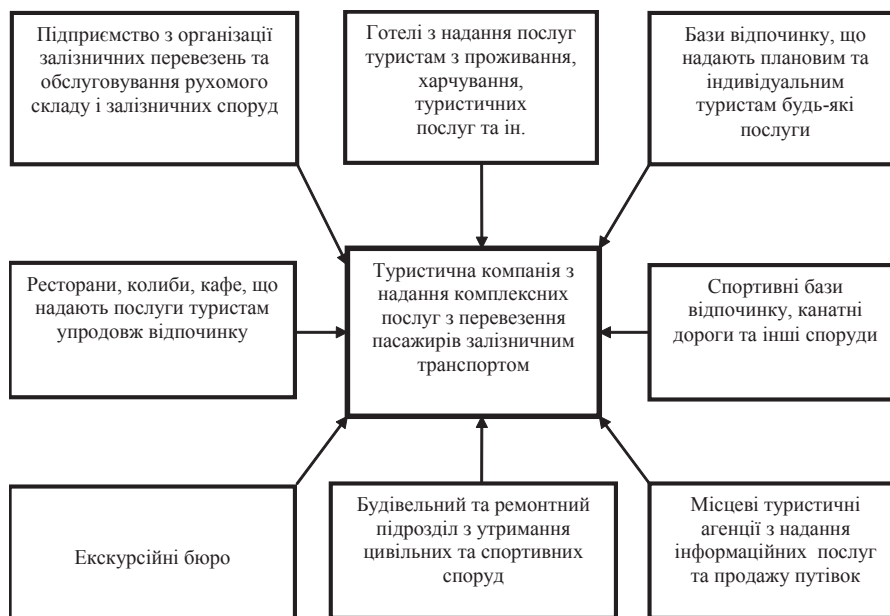 Підприємство з організації
залізничних перевезень та
обслуговування рухомого
складу і залізничних споруд
Готелі з надання послуг
туристам з проживання,
харчування,
туристичних
послуг та ін.
Бази відпочинку, що
надають плановим та
індивідуальним
туристам будь-які
послуги
Ресторани, колиби, кафе, що
надають послуги туристам
упродовж відпочинку
Туристична компанія з
надання комплексних
послуг з перевезення
пасажирів залізничним
транспортом
Спортивні бази
відпочинку, канатні
дороги та інші споруди
Екскурсійні бюро
Будівельний та ремонтний
підрозділ з утримання
цивільних та спортивних
споруд
Місцеві туристичні
агенції з надання
інформаційних послуг
та продажу путівок